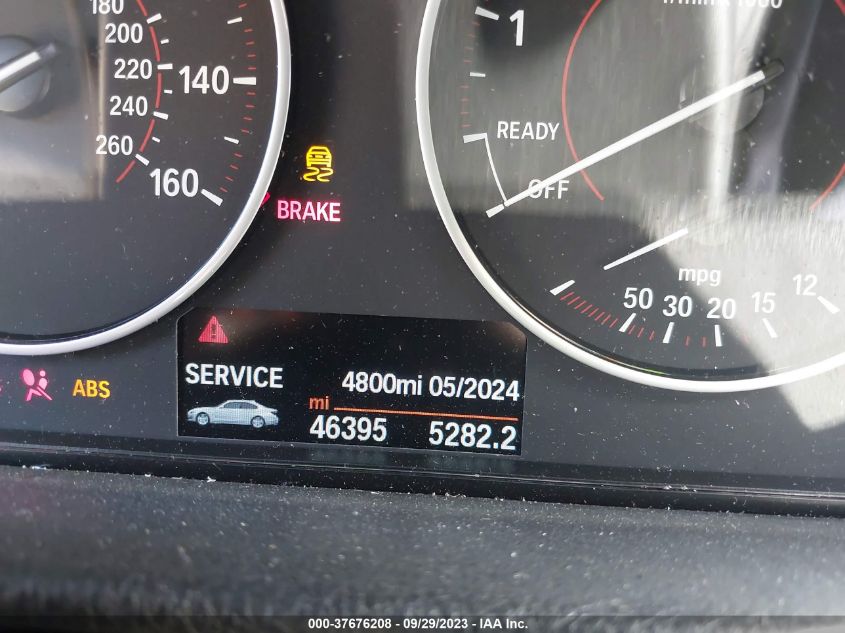 180
200
220
240
260
140
160
1
READY
OFF
BRAKE
mpg
50 30 20 15 12
SERVICE
4800mi 05/2024
mi
46395 5282.2
ABS
000-37676208 - 09/29/2023 - IAA Inc.